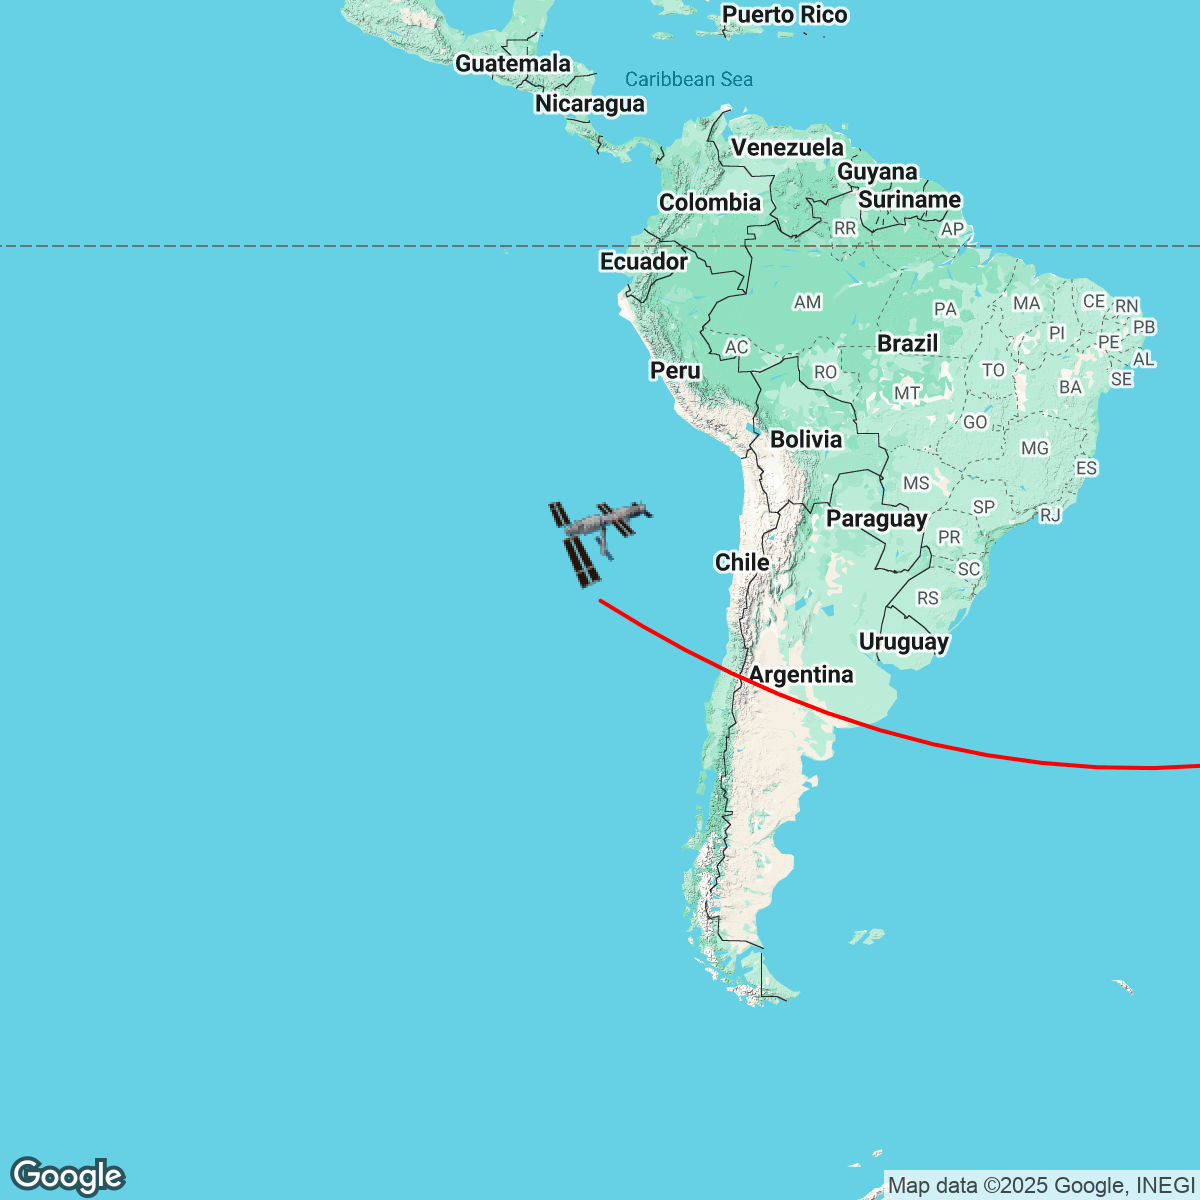 Puerto Rico
Guatemala
Caribbean Sea
Nicaragua
Venezuela
Guyana
Colombia
Suriname
RR
AP
Ecuador
AM
PA
MA
CE
RN
PB
PI
PE
AL
AC
Brazil
Peru
RO
TO
SE
MT
BA
GO
Bolivia
MG
ES
MS
SP
RJ
Paraguay
PR
Chile
SC
RS
Uruguay
Argentina
Google
Map data ©2025 Google, INEGI